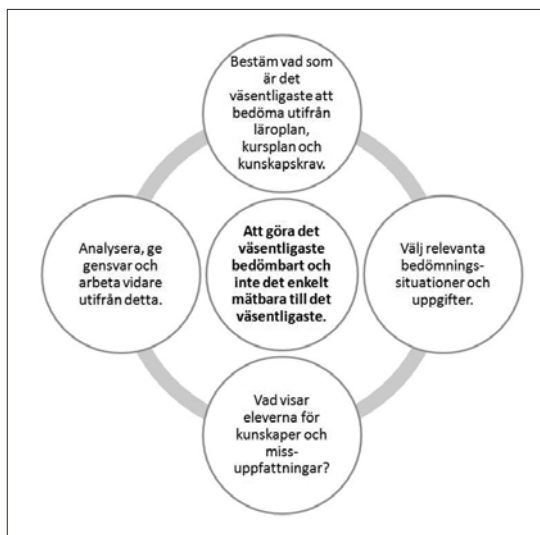 Bestäm vad som
är det
väsentligaste att
bedöma utifrån
läroplan,
kursplan och
kunskapskrav.
Analysera, ge
gensvar och
arbeta vidare
utifrån detta.
Att göra det
väsentligaste
bedömbart och
inte det enkelt
mätbara till det
väsentligaste.
Välj relevanta
bedömnings-
situationer och
uppgifter.
Vad visar
eleverna för
kunskaper och
miss-
uppfattningar?